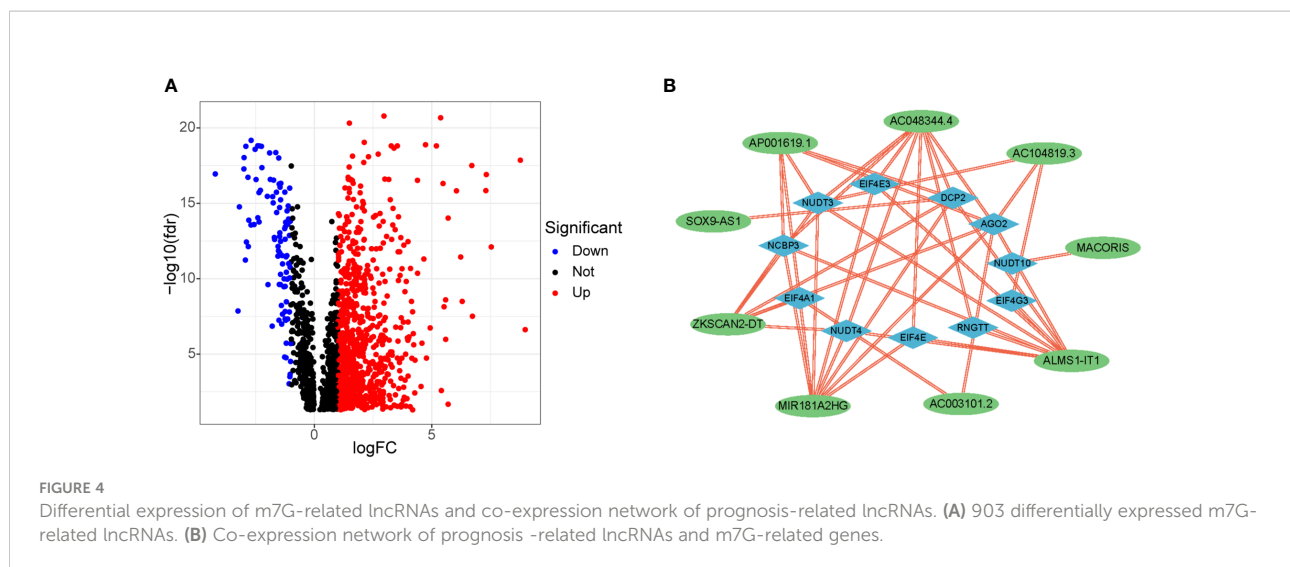 A
B
20
15
10
5
0
5
−log10(fdr)
logFC
Significant
Down
Not
Up
AC048344.4
AP001619.1
AC104819.3
EIF4E3
NUDT3
DCP2
SOX9-AS1
AGO2
NCBP3
MACORIS
NUDT10
EIF4A1
EIF4G3
ZKSCAN2-DT
NUDT4
EIF4E
RNGTT
ALMS1-IT1
MIR181A2HG
AC003101.2
FIGURE 4
Differential expression of m7G-related lncRNAs and co-expression network of prognosis-related lncRNAs. (A) 903 differentially expressed m7G-
related lncRNAs. (B) Co-expression network of prognosis -related lncRNAs and m7G-related genes.